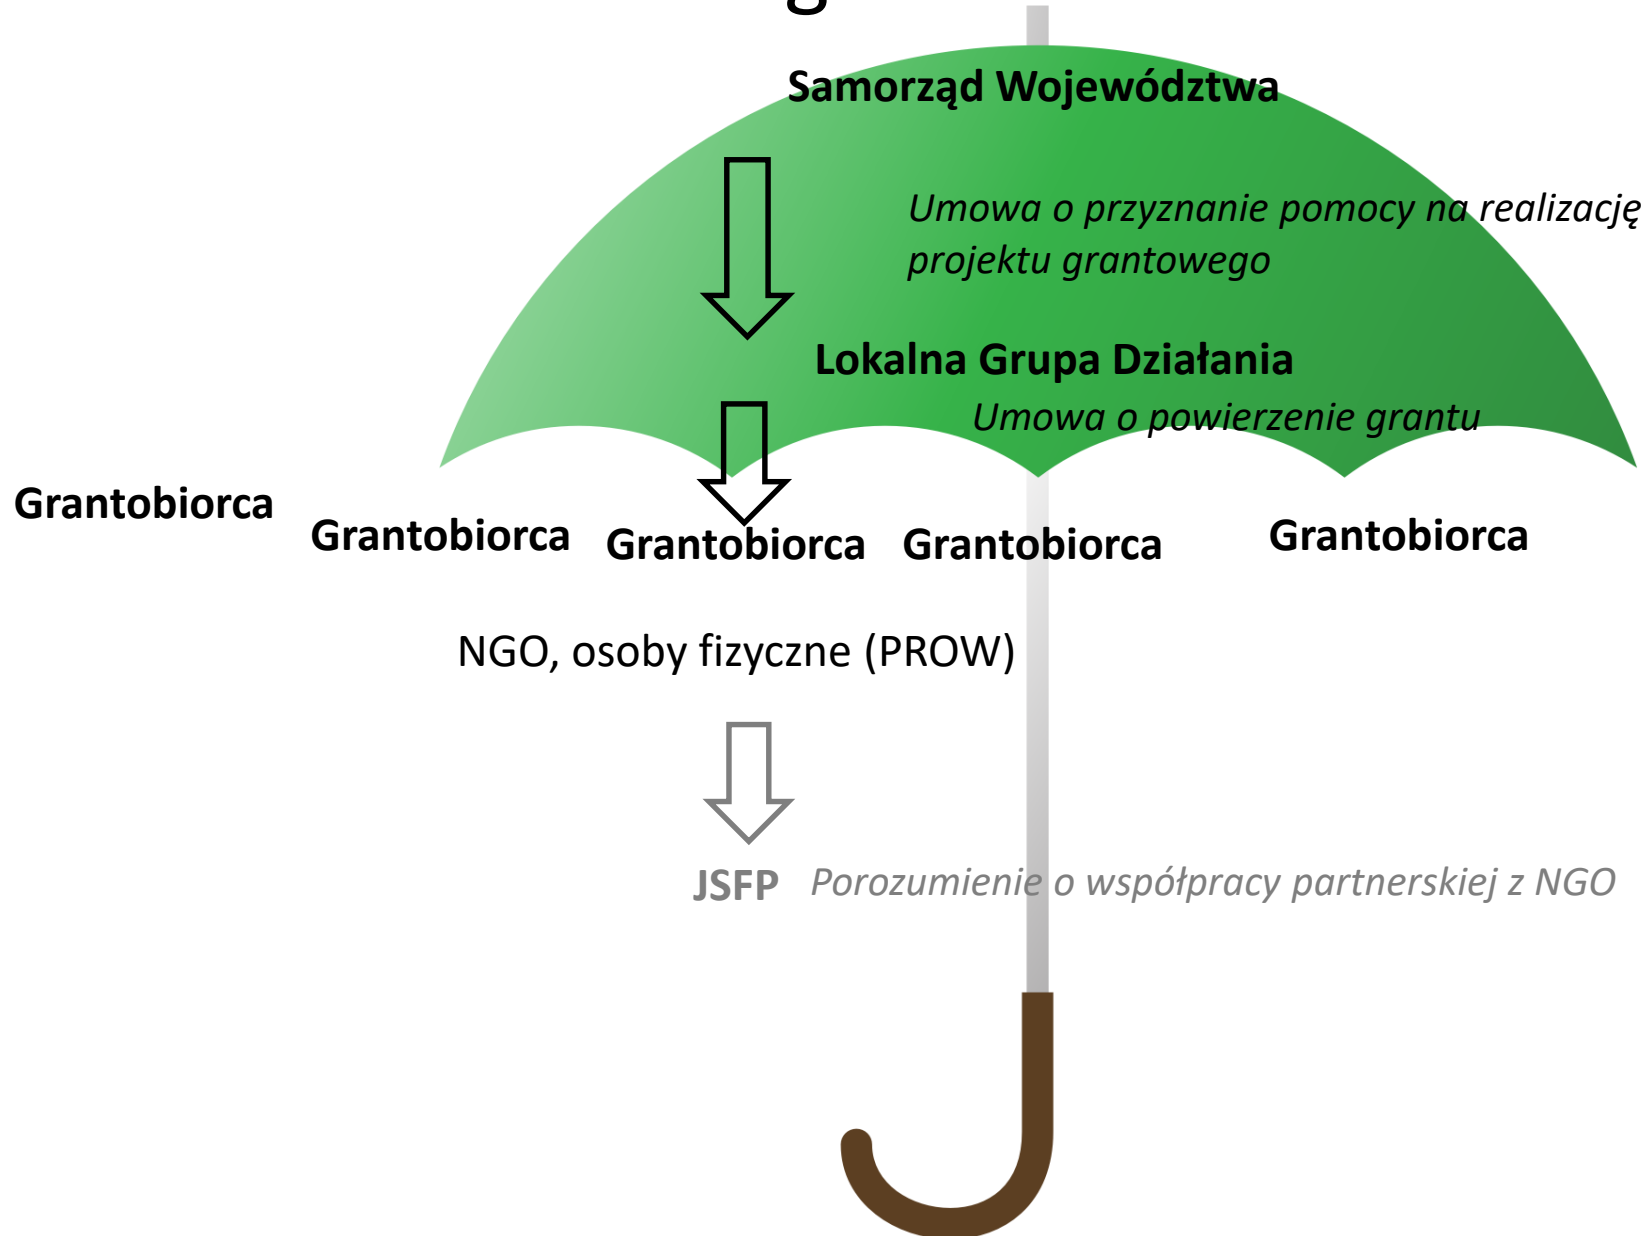 Samorząd Województwa
Umowa o przyznanie pomocy na realizację
projektu grantowego
Lokalna Grupa Działania
Umowa o powierzenie grantu
Grantobiorca
Grantobiorca
Grantobiorca
Grantobiorca
Grantobiorca
NGO, osoby fizyczne (PROW)
JSFP
Porozumienie o współpracy partnerskiej z NGO